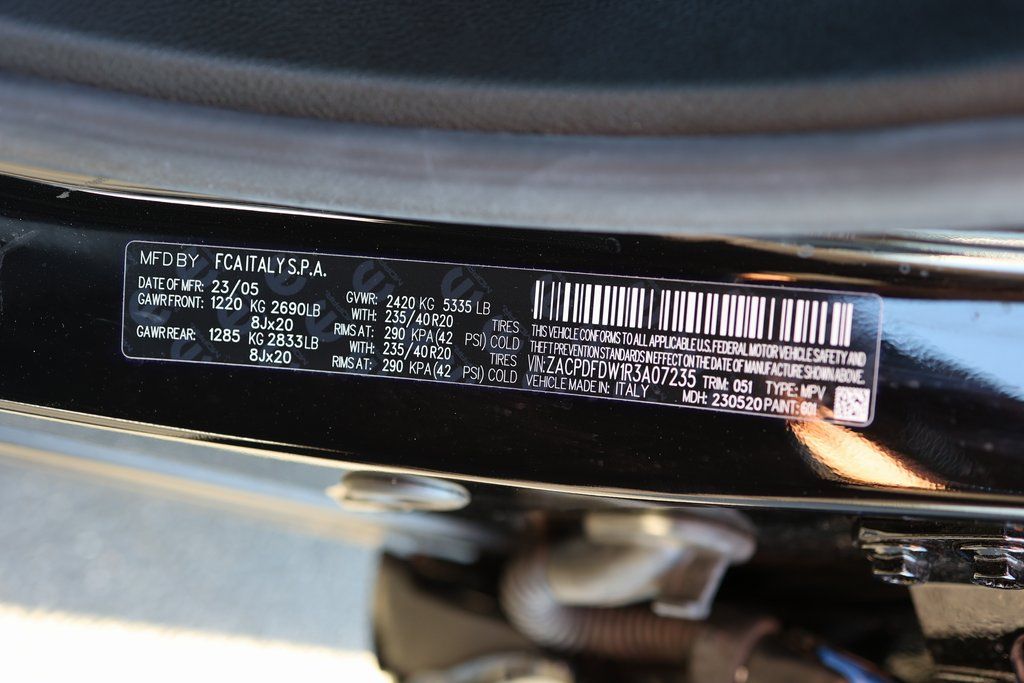 MFD BY FCA ITALY S.P.A.
DATE OF MFR: 23/05
GAWR FRONT: 1220 KG 2690LB
8Jx20
GAWR REAR: 1285 KG 2833LB
8Jx20
GVWR: 2420 KG 5335 LB
WITH: 235/40R20 TIRES
RIMS AT: 290 KPA(42 PSI) COLD
WITH: 235/40R20 TIRES
RIMS AT: 290 KPA(42 PSI) COLD
THIS VEHICLE CONFORMS TO ALL APPLICABLE U.S. FEDERAL MOTOR VEHICLE SAFETY AND
THEFT PREVENTION STANDARDS IN EFFECT ON THE DATE OF MANUFACTURE SHOWN ABOVE.
VIN: ZACPDFDW1R3A07235 TRIM: 051 TYPE: MPV
VEHICLE MADE IN: ITALY MDH: 230520 PAINT: 601